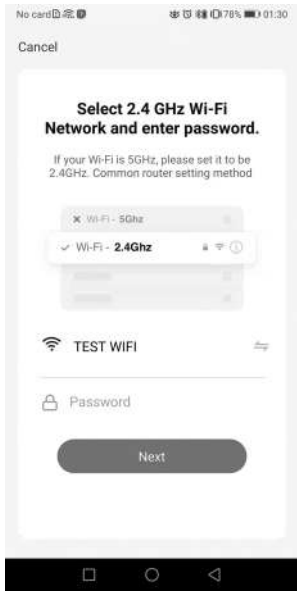 No card 78% 01:30
Cancel
Select 2.4 GHz Wi-Fi
Network and enter password.
If your Wi-Fi is 5GHz, please set it to be
2.4GHz. Common router setting method
Wi-Fi - 5Ghz
Wi-Fi - 2.4Ghz
TEST WIFI
Password
Next